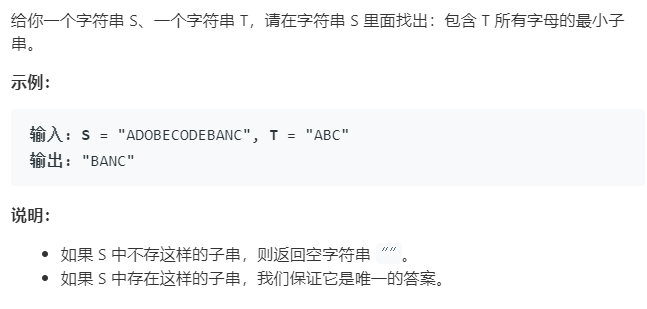 给你一个字符串 S、一个字符串 T，请在字符串 S 里面找出：包含 T 所有字母的最小子
串。
示例：
输入: S = "ADOBECODEBANC", T = "ABC"
输出: "BANC"
说明：
• 如果 S 中不存这样的子串，则返回空字符串 ""。
• 如果 S 中存在这样的子串，我们保证它是唯一的答案。